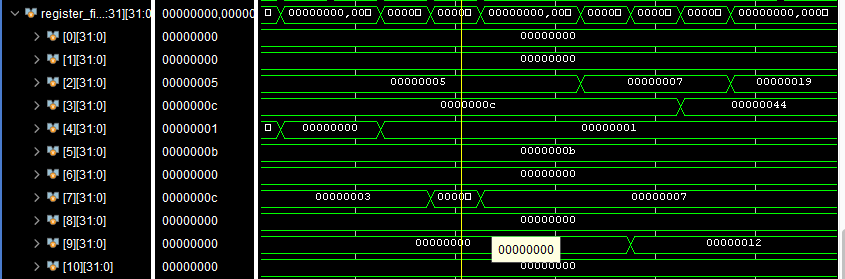 register_fi...:31][31:0 00000000,00000 00000000,00 0000 0000 00000000,00 0000 0000 0000 00000000,000
[0][31:0] 00000000 00000000
[1][31:0] 00000000 00000000
[2][31:0] 00000005 00000005 00000007 00000019
[3][31:0] 0000000c 0000000c 00000044
[4][31:0] 00000001 00000000 00000001
[5][31:0] 0000000b 0000000b
[6][31:0] 00000000 00000000
[7][31:0] 0000000c 00000003 0000 00000007
[8][31:0] 00000000 00000000
[9][31:0] 00000000 00000000 00000000 00000012
[10][31:0] 00000000 00000000